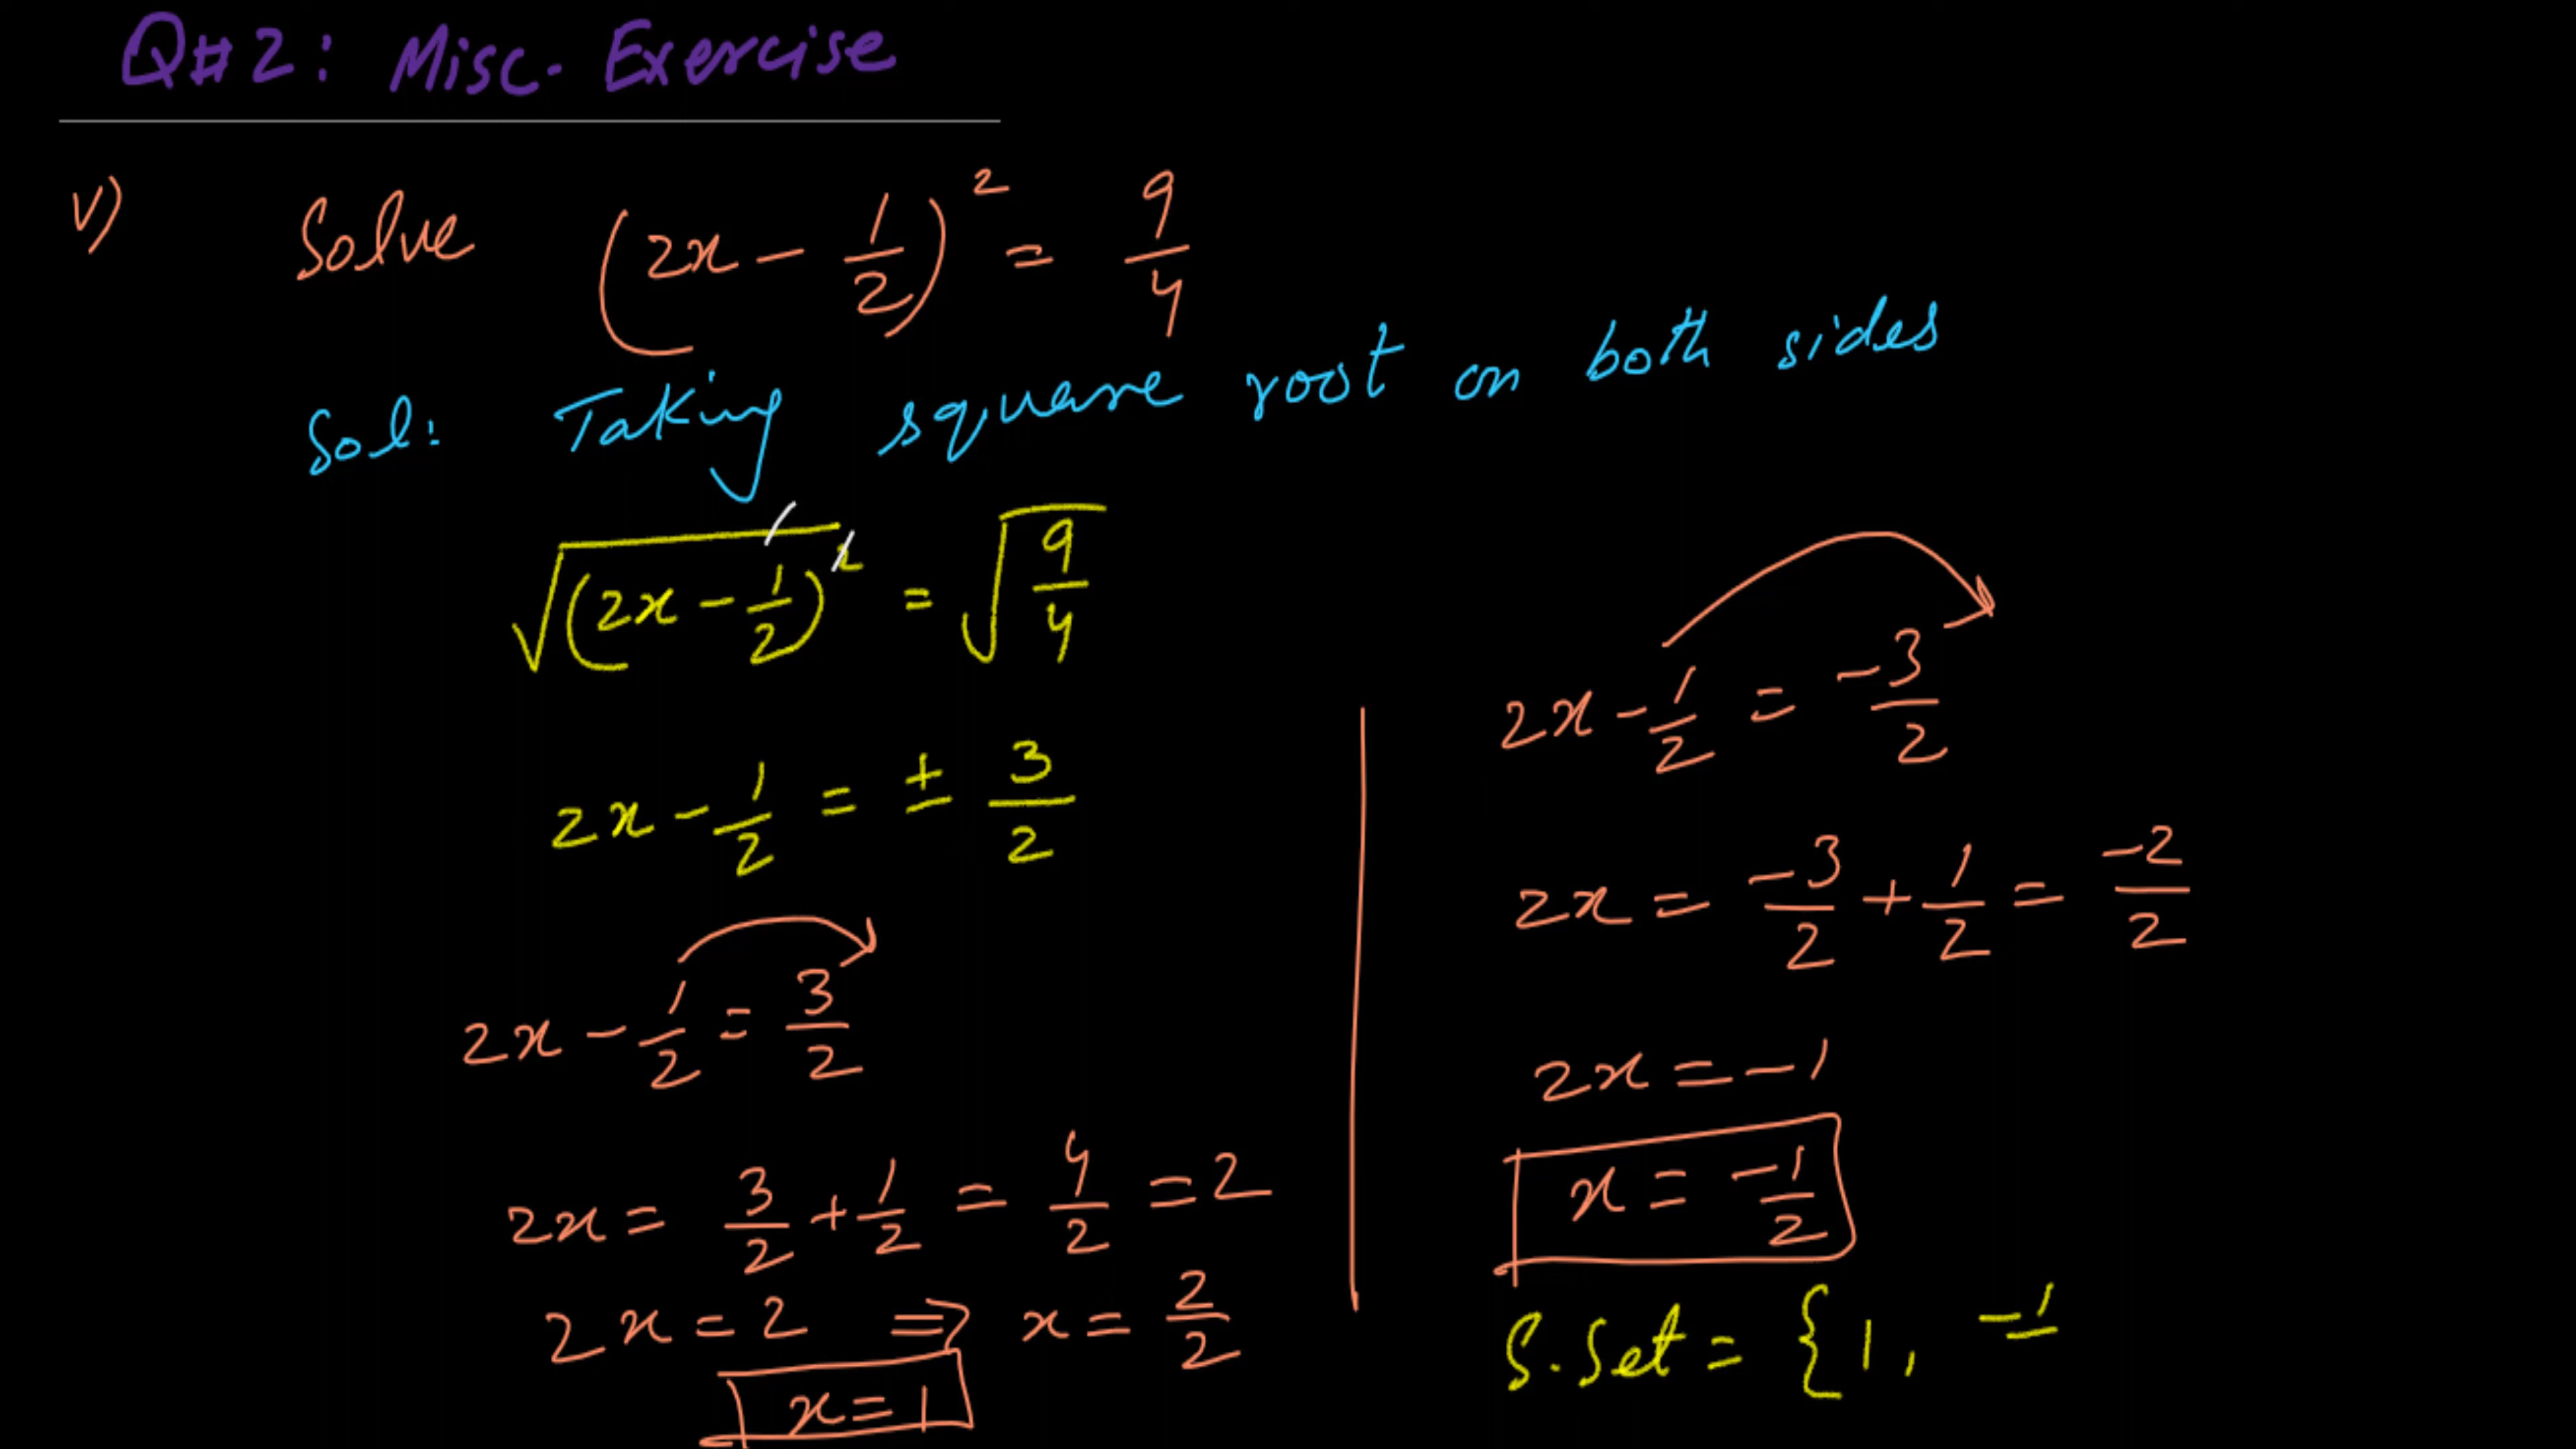 Q#2: Misc. Exercise
v) Solve (2x - 1/2)² = 9/4
Sol: Taking square root on both sides
√(2x - 1/2)² = √9/4
2x - 1/2 = ± 3/2
2x - 1/2 = 3/2
2x = 3/2 + 1/2 = 4/2 = 2
2x = 2 ⇒ x = 2/2
x = 1
2x - 1/2 = -3/2
2x = -3/2 + 1/2 = -2/2
2x = -1
x = -1/2
S.Set = {1, -1